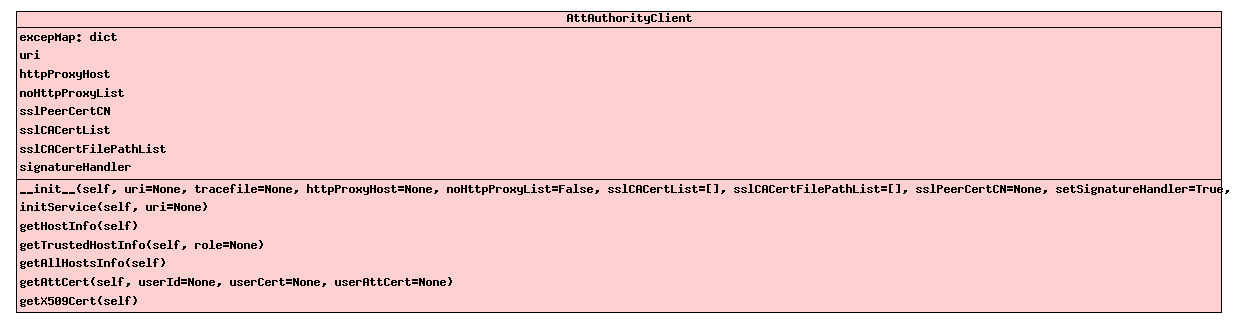 AttAuthorityClient
excepMap: dict
uri
httpProxyHost
noHttpProxyList
sslPeerCertCN
sslCACertList
sslCACertFilePathList
signatureHandler
__init__(self, uri=None, tracefile=None, httpProxyHost=None, noHttpProxyList=False, sslCACertList=[], sslCACertFilePathList=[], sslPeerCertCN=None, setSignatureHandler=True,
initService(self, uri=None)
getHostInfo(self)
getTrustedHostInfo(self, role=None)
getAllHostsInfo(self)
getAttCert(self, userId=None, userCert=None, userAttCert=None)
getX509Cert(self)